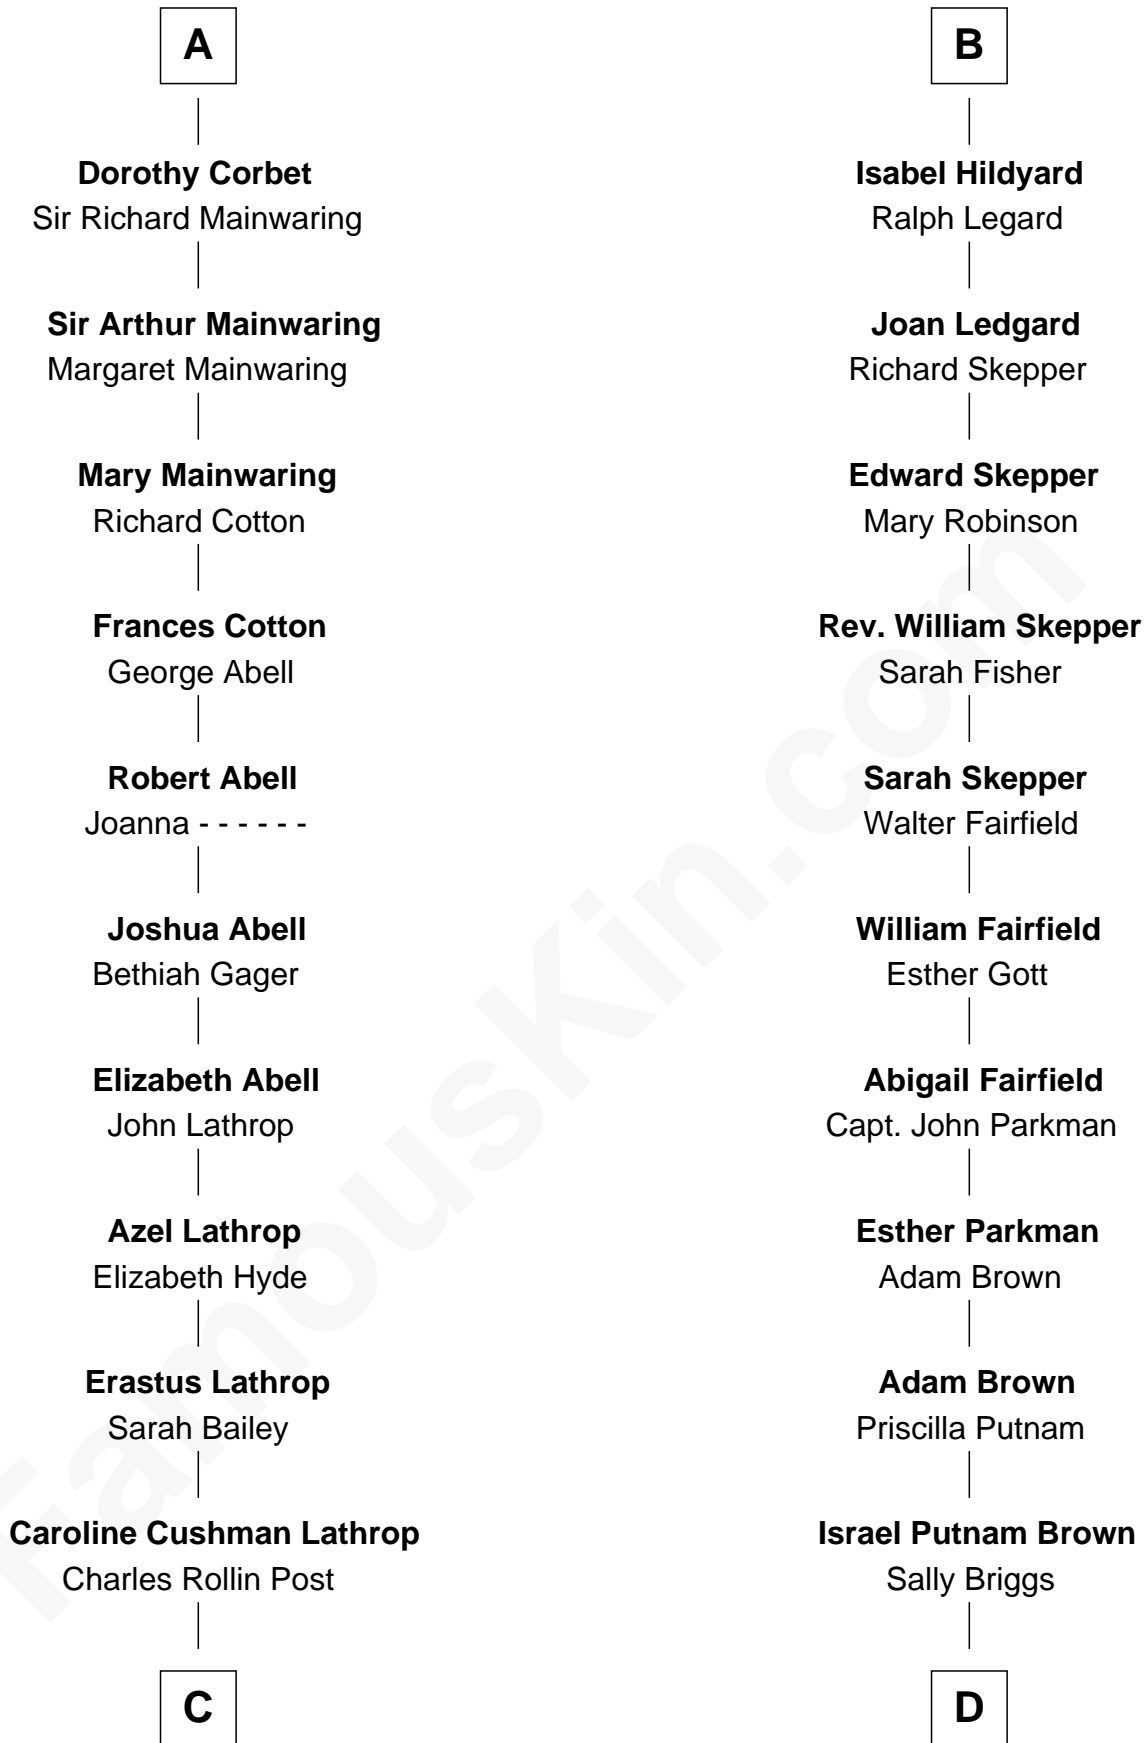 A
Dorothy Corbet
Sir Richard Mainwaring
Sir Arthur Mainwaring
Margaret Mainwaring
Mary Mainwaring
Richard Cotton
Frances Cotton
George Abell
Robert Abell
Joanna - - - - - -
Joshua Abell
Bethiah Gager
Elizabeth Abell
John Lathrop
Azel Lathrop
Elizabeth Hyde
Erastus Lathrop
Sarah Bailey
Caroline Cushman Lathrop
Charles Rollin Post
C
B
Isabel Hildyard
Ralph Legard
Joan Ledgard
Richard Skepper
Edward Skepper
Mary Robinson
Rev. William Skepper
Sarah Fisher
Sarah Skepper
Walter Fairfield
William Fairfield
Esther Gott
Abigail Fairfield
Capt. John Parkman
Esther Parkman
Adam Brown
Adam Brown
Priscilla Putnam
Israel Putnam Brown
Sally Briggs
D
FamousKin.com